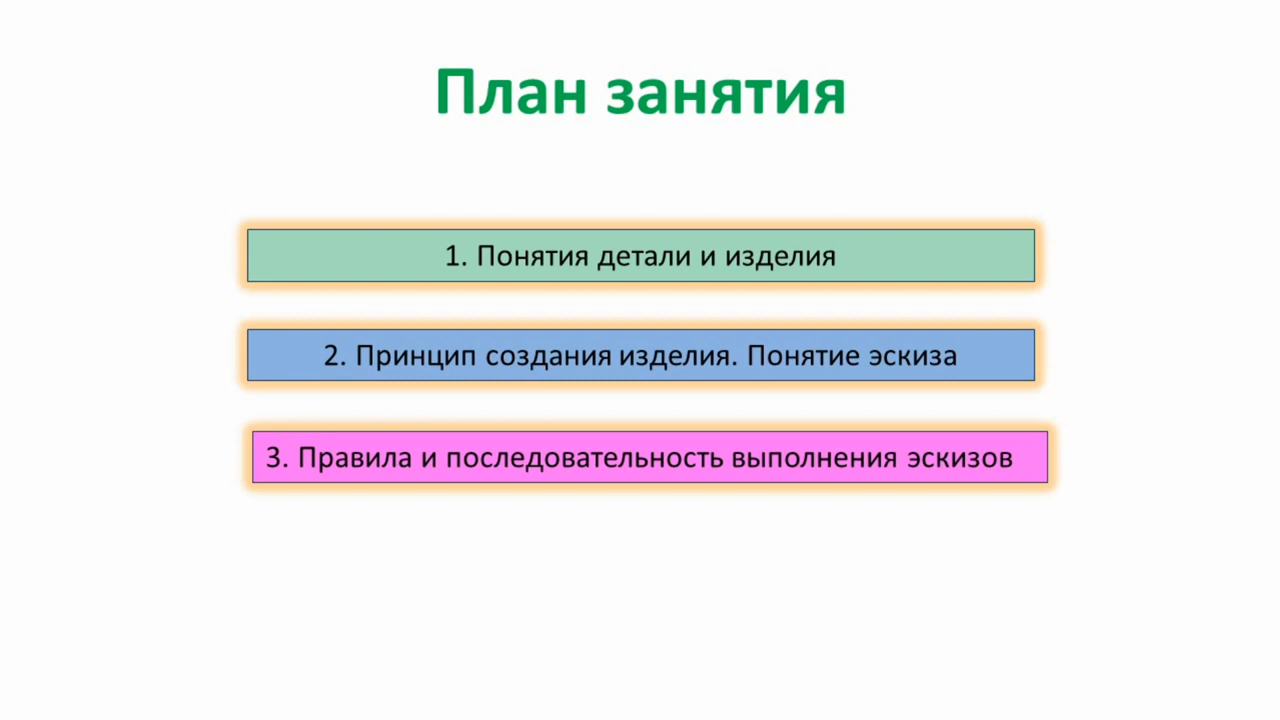 План занятия
1. Понятия детали и изделия
2. Принцип создания изделия. Понятие эскиза
3. Правила и последовательность выполнения эскизов